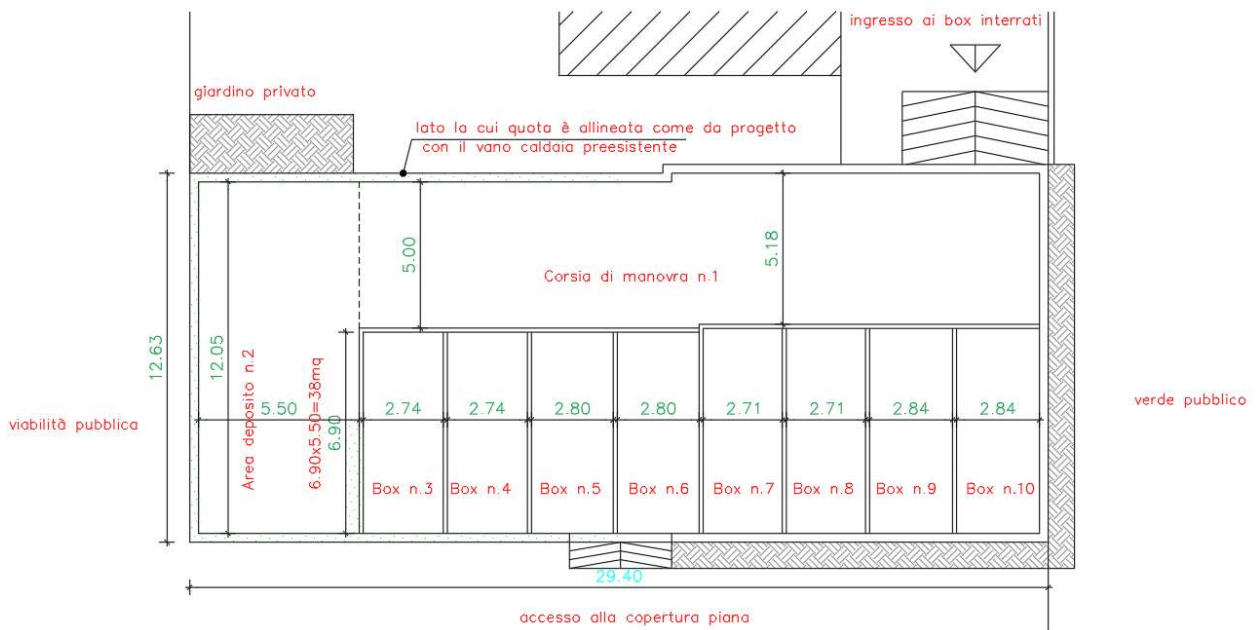 ingresso ai box interrati
giardino privato
lato la cui quota è allineata come da progetto
con il vano caldaia preesistente
5.00
5.18
Corsia di manovra n.1
12.63
12.05
Area deposito n.2
6.90x5.50=38mq
6.90
5.50
2.74
2.74
2.80
2.80
2.71
2.71
2.84
2.84
verde pubblico
viabilità pubblica
Box n.3
Box n.4
Box n.5
Box n.6
Box n.7
Box n.8
Box n.9
Box n.10
29.40
accesso alla copertura piana